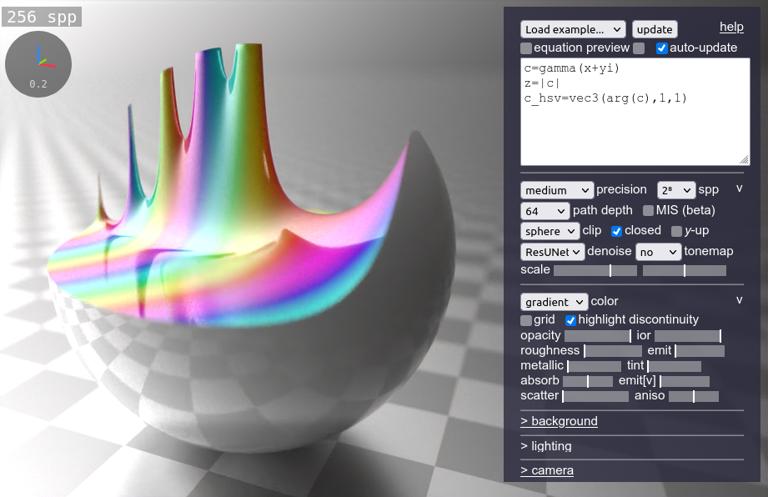 256 spp
0.2
Load example... update help
equation preview auto-update
c=gamma(x+yi)
z=|c|
c_hsv=vec3(arg(c),1,1)
medium precision 2⁸ spp v
64 path depth MIS (beta)
sphere clip closed y-up
ResUNet denoise no tonemap
scale
gradient color v
grid highlight discontinuity
opacity ior
roughness emit
metallic tint
absorb emit[v]
scatter aniso
> background
> lighting
> camera